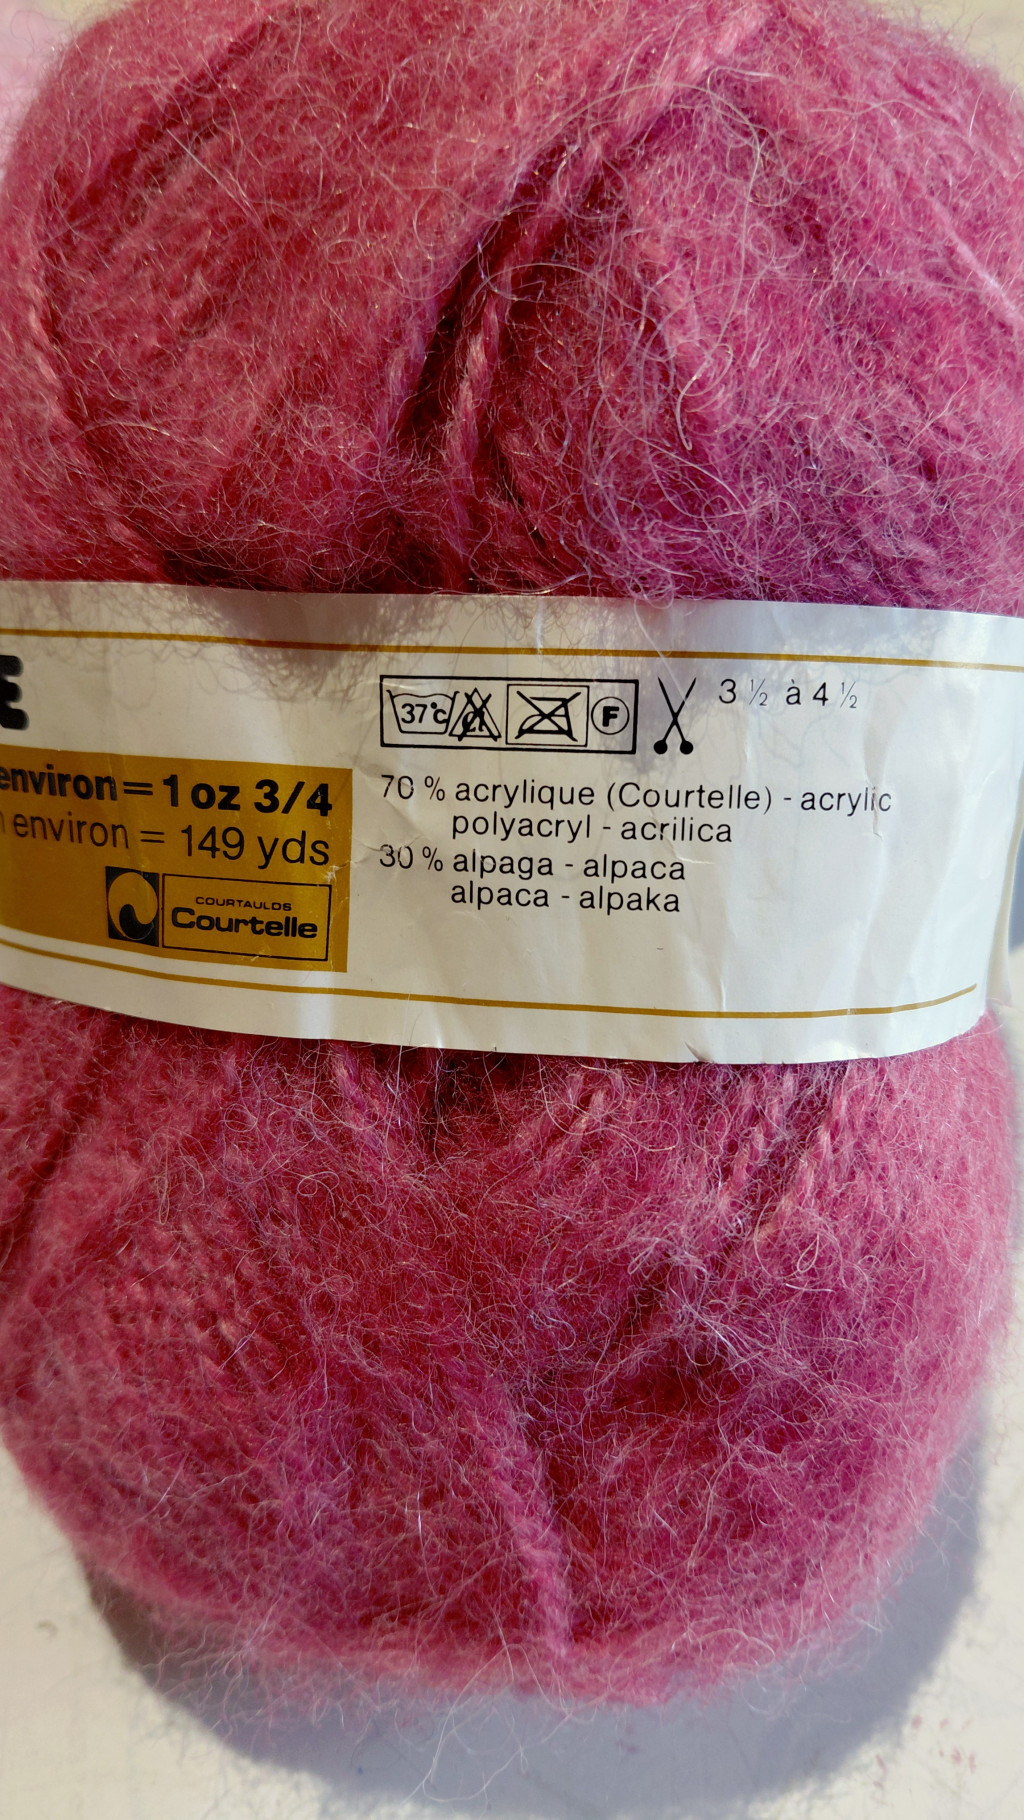 E
environ = 1 oz 3/4
environ = 149 yds
COURTAULDS
Courtelle
37°c Cl F 3 ½ à 4 ½
70 % acrylique (Courtelle) - acrylic
polyacryl - acrilica
30 % alpaga - alpaca
alpaca - alpaka